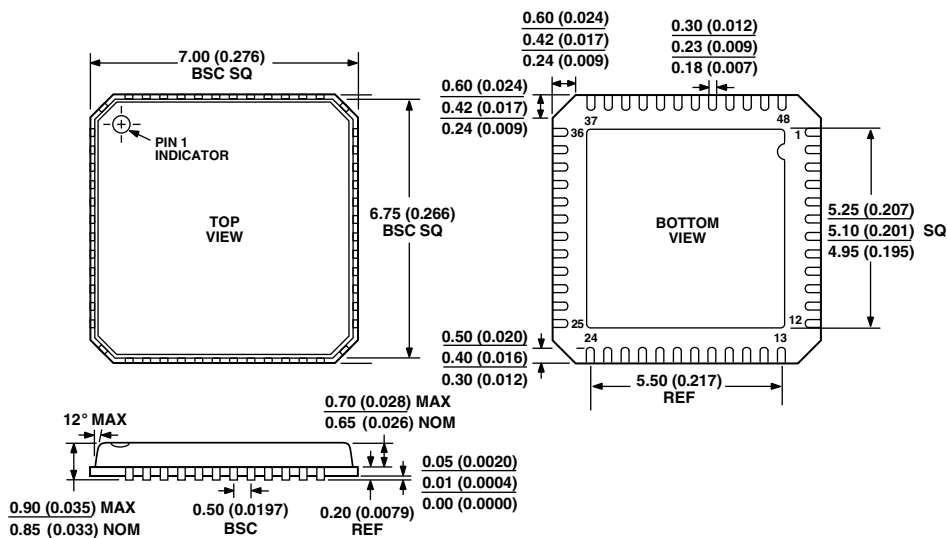 7.00 (0.276)
BSC SQ
PIN 1
INDICATOR
TOP
VIEW
6.75 (0.266)
BSC SQ
0.60 (0.024)
0.42 (0.017)
0.24 (0.009)
0.60 (0.024)
0.42 (0.017)
0.24 (0.009)
0.30 (0.012)
0.23 (0.009)
0.18 (0.007)
37
48
36
1
BOTTOM
VIEW
5.25 (0.207)
5.10 (0.201) SQ
4.95 (0.195)
25
12
24
13
0.50 (0.020)
0.40 (0.016)
0.30 (0.012)
5.50 (0.217)
REF
12° MAX
0.70 (0.028) MAX
0.65 (0.026) NOM
0.05 (0.0020)
0.01 (0.0004)
0.00 (0.0000)
0.90 (0.035) MAX
0.85 (0.033) NOM
0.50 (0.0197)
BSC
0.20 (0.0079)
REF